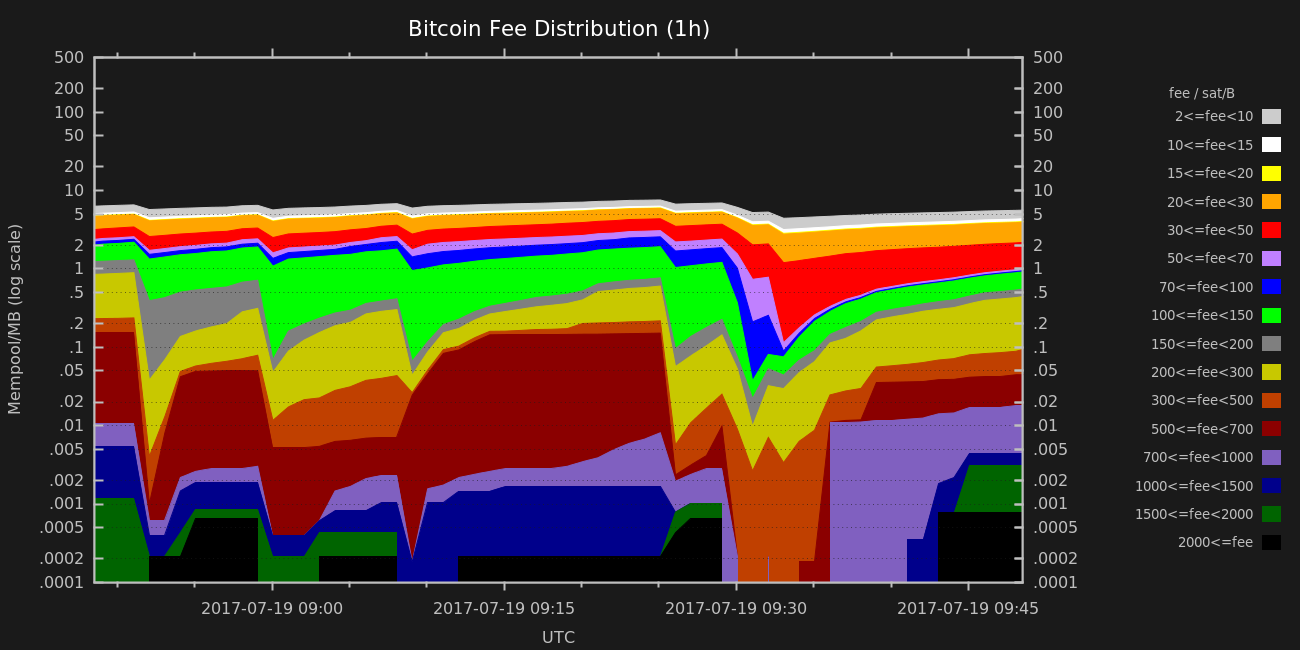 Bitcoin Fee Distribution (1h)
Mempool/MB (log scale)
500
200
100
50
20
10
5
2
1
.5
.2
.1
.05
.02
.01
.005
.002
.001
.0005
.0002
.0001
500
200
100
50
20
10
5
2
1
.5
.2
.1
.05
.02
.01
.005
.002
.001
.0005
.0002
.0001
2017-07-19 09:00
2017-07-19 09:15
2017-07-19 09:30
2017-07-19 09:45
UTC
fee / sat/B
2<=fee<10
10<=fee<15
15<=fee<20
20<=fee<30
30<=fee<50
50<=fee<70
70<=fee<100
100<=fee<150
150<=fee<200
200<=fee<300
300<=fee<500
500<=fee<700
700<=fee<1000
1000<=fee<1500
1500<=fee<2000
2000<=fee